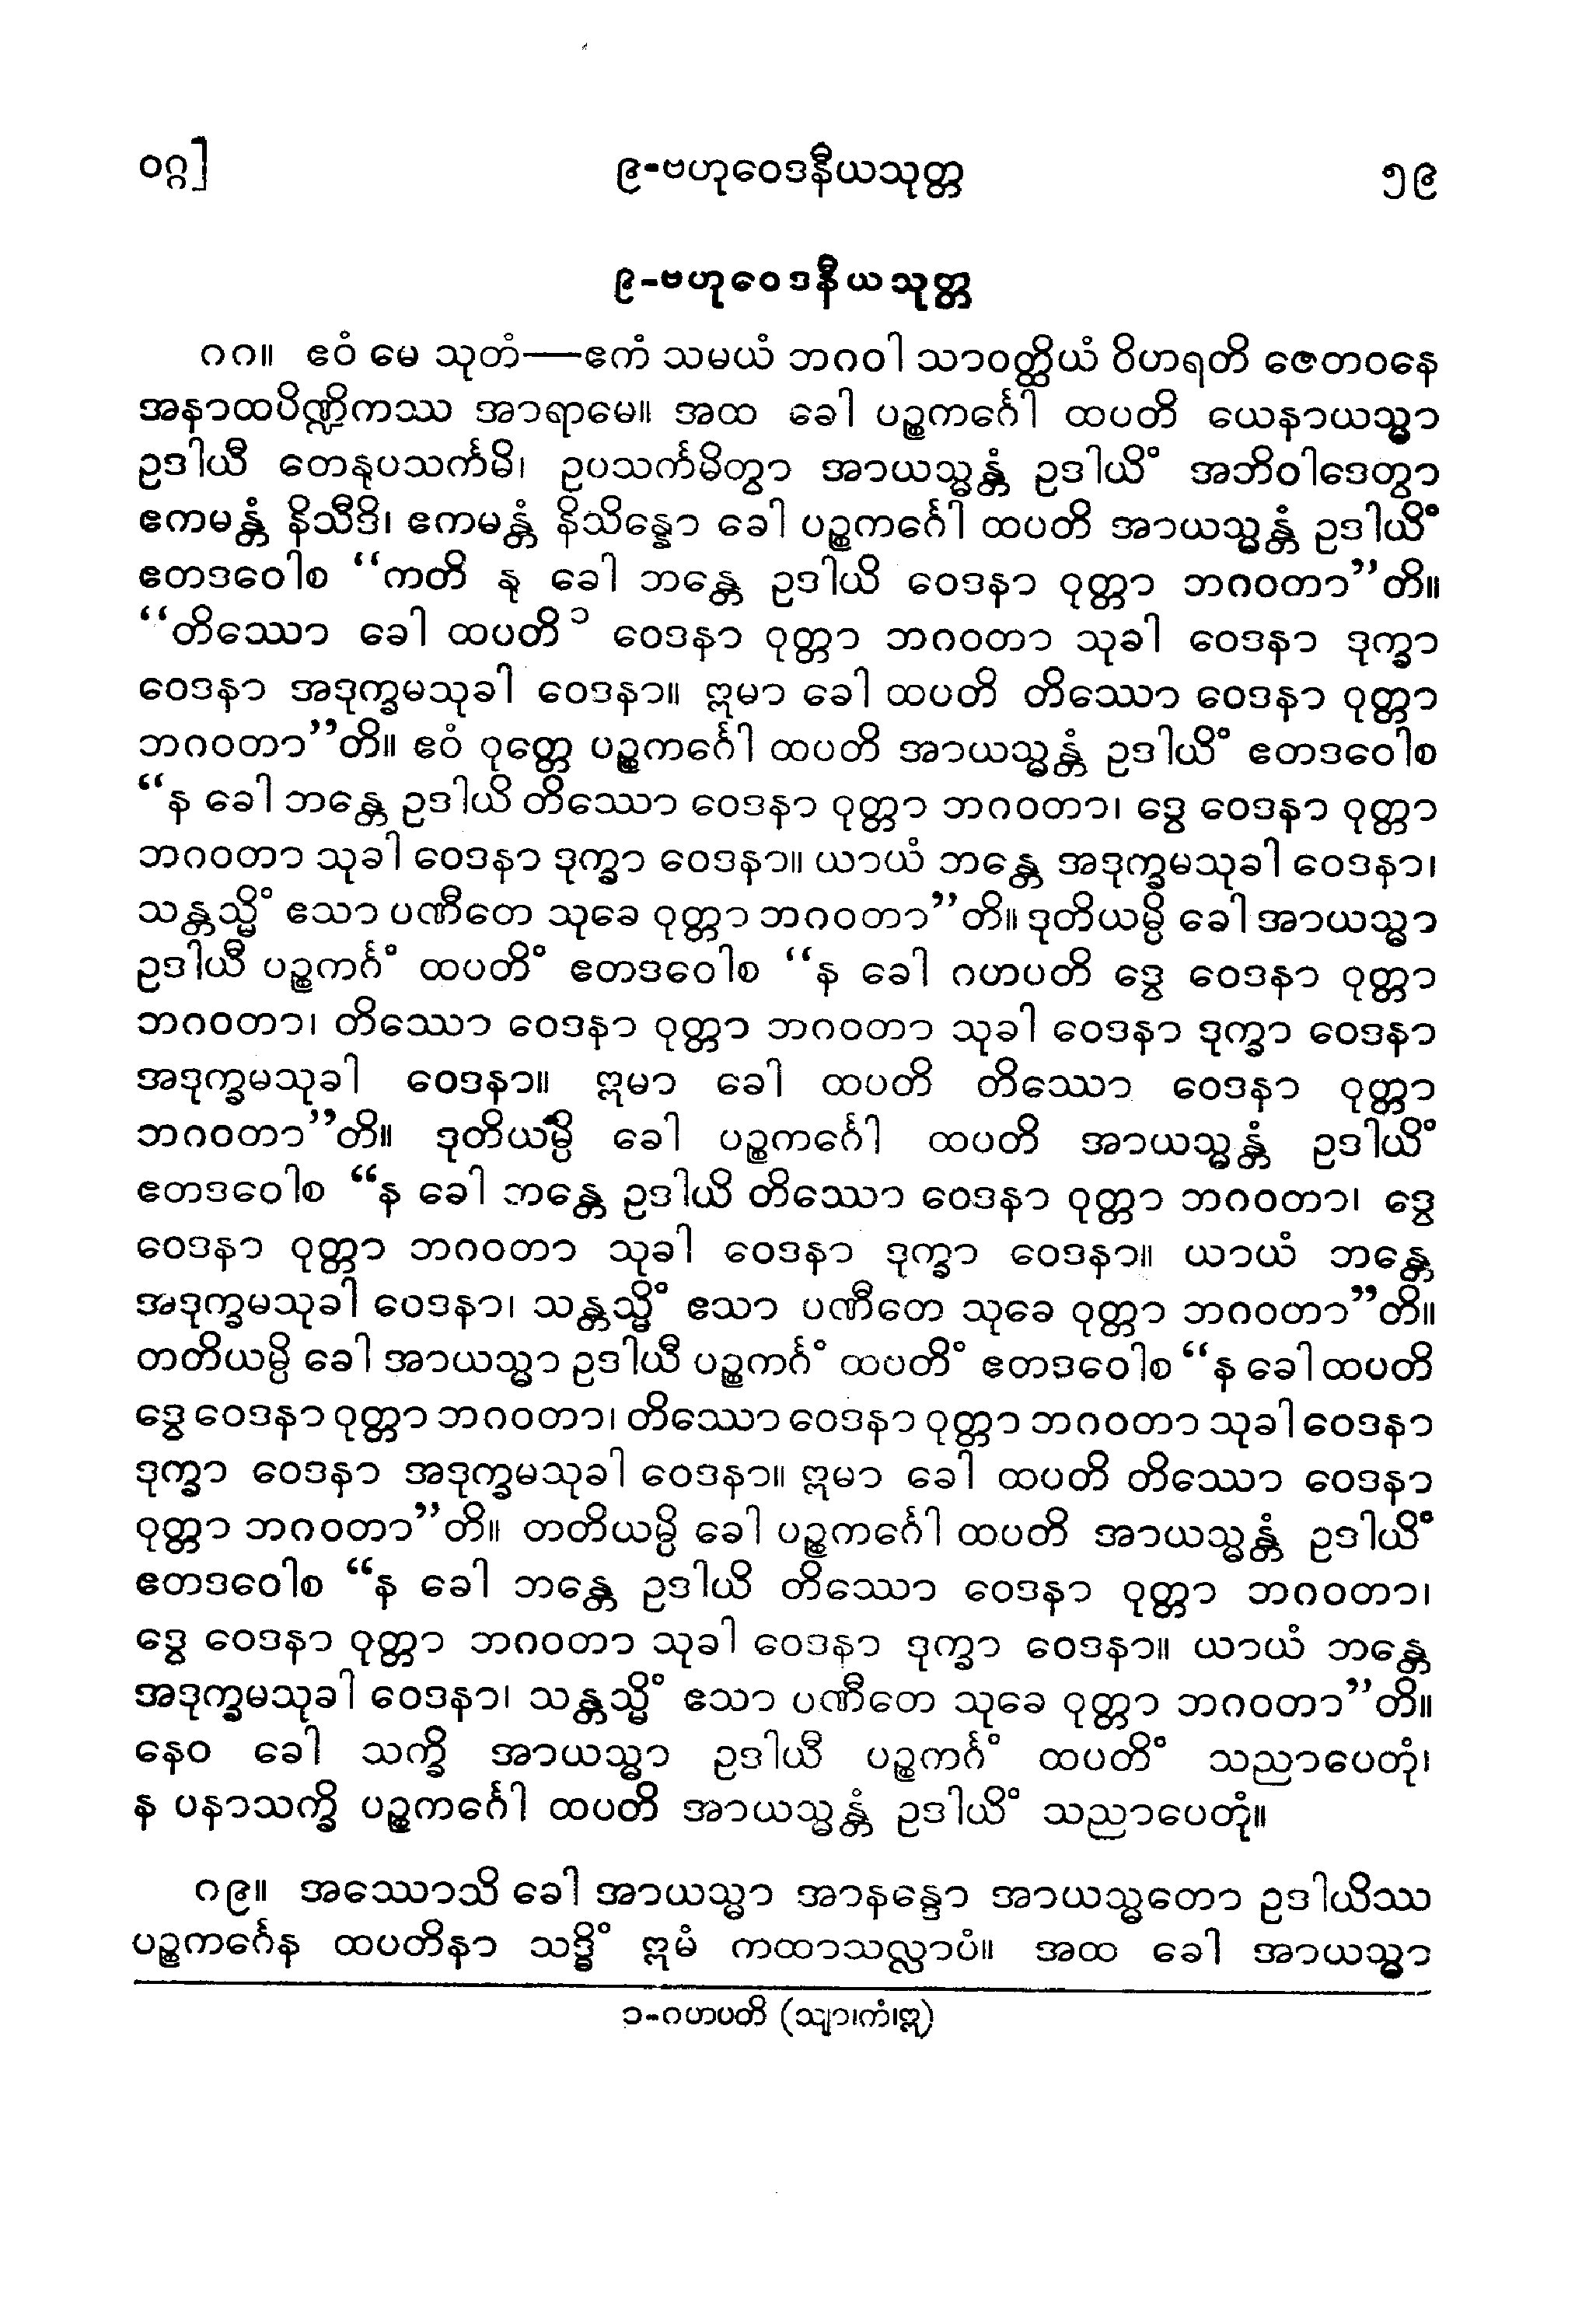 ဝဂ္ဂ]
၉-ဗဟုဝေဒနီယသုတ္တ
၅၉
၉-ဗဟုဝေဒနီယသုတ္တ
ဂဂ။ ဧဝံ မေ သုတံ—ဧကံ သမယံ ဘဂဝါ သာဝတ္ထိယံ ဝိဟရတိ ဇေတဝနေ
အနာထပိဏ္ဍိကဿ အာရာမေ။ အထ ခေါ ပဉ္စကင်္ဂေါ ထပတိ ယေနာယသ္မာ
ဥဒါယီ တေနုပသင်္ကမိ၊ ဥပသင်္ကမိတွာ အာယသ္မန္တံ ဥဒါယိံ အဘိဝါဒေတွာ
ဧကမန္တံ နိသီဒိ၊ ဧကမန္တံ နိသိန္နော ခေါ ပဉ္စကင်္ဂေါ ထပတိ အာယသ္မန္တံ ဥဒါယိံ
ဧတဒဝေါစ “ကတိ နု ခေါ ဘန္တေ ဥဒါယိ ဝေဒနာ ဝုတ္တာ ဘဂဝတာ”တိ။
“တိဿော ခေါ ထပတိ ၁ ဝေဒနာ ဝုတ္တာ ဘဂဝတာ သုခါ ဝေဒနာ ဒုက္ခာ
ဝေဒနာ အဒုက္ခမသုခါ ဝေဒနာ။ ဣမာ ခေါ ထပတိ တိဿော ဝေဒနာ ဝုတ္တာ
ဘဂဝတာ”တိ။ ဧဝံ ဝုတ္တေ ပဉ္စကင်္ဂေါ ထပတိ အာယသ္မန္တံ ဥဒါယိံ ဧတဒဝေါစ
“န ခေါ ဘန္တေ ဥဒါယိ တိဿော ဝေဒနာ ဝုတ္တာ ဘဂဝတာ၊ ဒွေ ဝေဒနာ ဝုတ္တာ
ဘဂဝတာ သုခါ ဝေဒနာ ဒုက္ခာ ဝေဒနာ။ ယာယံ ဘန္တေ အဒုက္ခမသုခါ ဝေဒနာ၊
သန္တသ္မိံ ဧသာ ပဏီတေ သုခေ ဝုတ္တာ ဘဂဝတာ”တိ။ ဒုတိယမ္ပိ ခေါ အာယသ္မာ
ဥဒါယီ ပဉ္စကင်္ဂံ ထပတိံ ဧတဒဝေါစ “န ခေါ ဂဟပတိ ဒွေ ဝေဒနာ ဝုတ္တာ
ဘဂဝတာ၊ တိဿော ဝေဒနာ ဝုတ္တာ ဘဂဝတာ သုခါ ဝေဒနာ ဒုက္ခာ ဝေဒနာ
အဒုက္ခမသုခါ ဝေဒနာ။ ဣမာ ခေါ ထပတိ တိဿော ဝေဒနာ ဝုတ္တာ
ဘဂဝတာ”တိ။ ဒုတိယမ္ပိ ခေါ ပဉ္စကင်္ဂေါ ထပတိ အာယသ္မန္တံ ဥဒါယိံ
ဧတဒဝေါစ “န ခေါ ဘန္တေ ဥဒါယိ တိဿော ဝေဒနာ ဝုတ္တာ ဘဂဝတာ၊ ဒွေ
ဝေဒနာ ဝုတ္တာ ဘဂဝတာ သုခါ ဝေဒနာ ဒုက္ခာ ဝေဒနာ။ ယာယံ ဘန္တေ
အဒုက္ခမသုခါ ဝေဒနာ၊ သန္တသ္မိံ ဧသာ ပဏီတေ သုခေ ဝုတ္တာ ဘဂဝတာ”တိ။
တတိယမ္ပိ ခေါ အာယသ္မာ ဥဒါယီ ပဉ္စကင်္ဂံ ထပတိံ ဧတဒဝေါစ “န ခေါ ထပတိ
ဒွေ ဝေဒနာ ဝုတ္တာ ဘဂဝတာ၊ တိဿော ဝေဒနာ ဝုတ္တာ ဘဂဝတာ သုခါ ဝေဒနာ
ဒုက္ခာ ဝေဒနာ အဒုက္ခမသုခါ ဝေဒနာ။ ဣမာ ခေါ ထပတိ တိဿော ဝေဒနာ
ဝုတ္တာ ဘဂဝတာ”တိ။ တတိယမ္ပိ ခေါ ပဉ္စကင်္ဂေါ ထပတိ အာယသ္မန္တံ ဥဒါယိံ
ဧတဒဝေါစ “န ခေါ ဘန္တေ ဥဒါယိ တိဿော ဝေဒနာ ဝုတ္တာ ဘဂဝတာ၊
ဒွေ ဝေဒနာ ဝုတ္တာ ဘဂဝတာ သုခါ ဝေဒနာ ဒုက္ခာ ဝေဒနာ။ ယာယံ ဘန္တေ
အဒုက္ခမသုခါ ဝေဒနာ၊ သန္တသ္မိံ ဧသာ ပဏီတေ သုခေ ဝုတ္တာ ဘဂဝတာ”တိ။
နေဝ ခေါ သက္ခိ အာယသ္မာ ဥဒါယီ ပဉ္စကင်္ဂံ ထပတိံ သညာပေတုံ၊
န ပနာသက္ခိ ပဉ္စကင်္ဂေါ ထပတိ အာယသ္မန္တံ ဥဒါယိံ သညာပေတုံ။
ဂ၉။ အဿောသိ ခေါ အာယသ္မာ အာနန္ဒော အာယသ္မတော ဥဒါယိဿ
ပဉ္စကင်္ဂေန ထပတိနာ သဒ္ဓိံ ဣမံ ကထာသလ္လာပံ။ အထ ခေါ အာယသ္မာ
၁-ဂဟပတိ (သျာ၊ကံ၊ဣ)